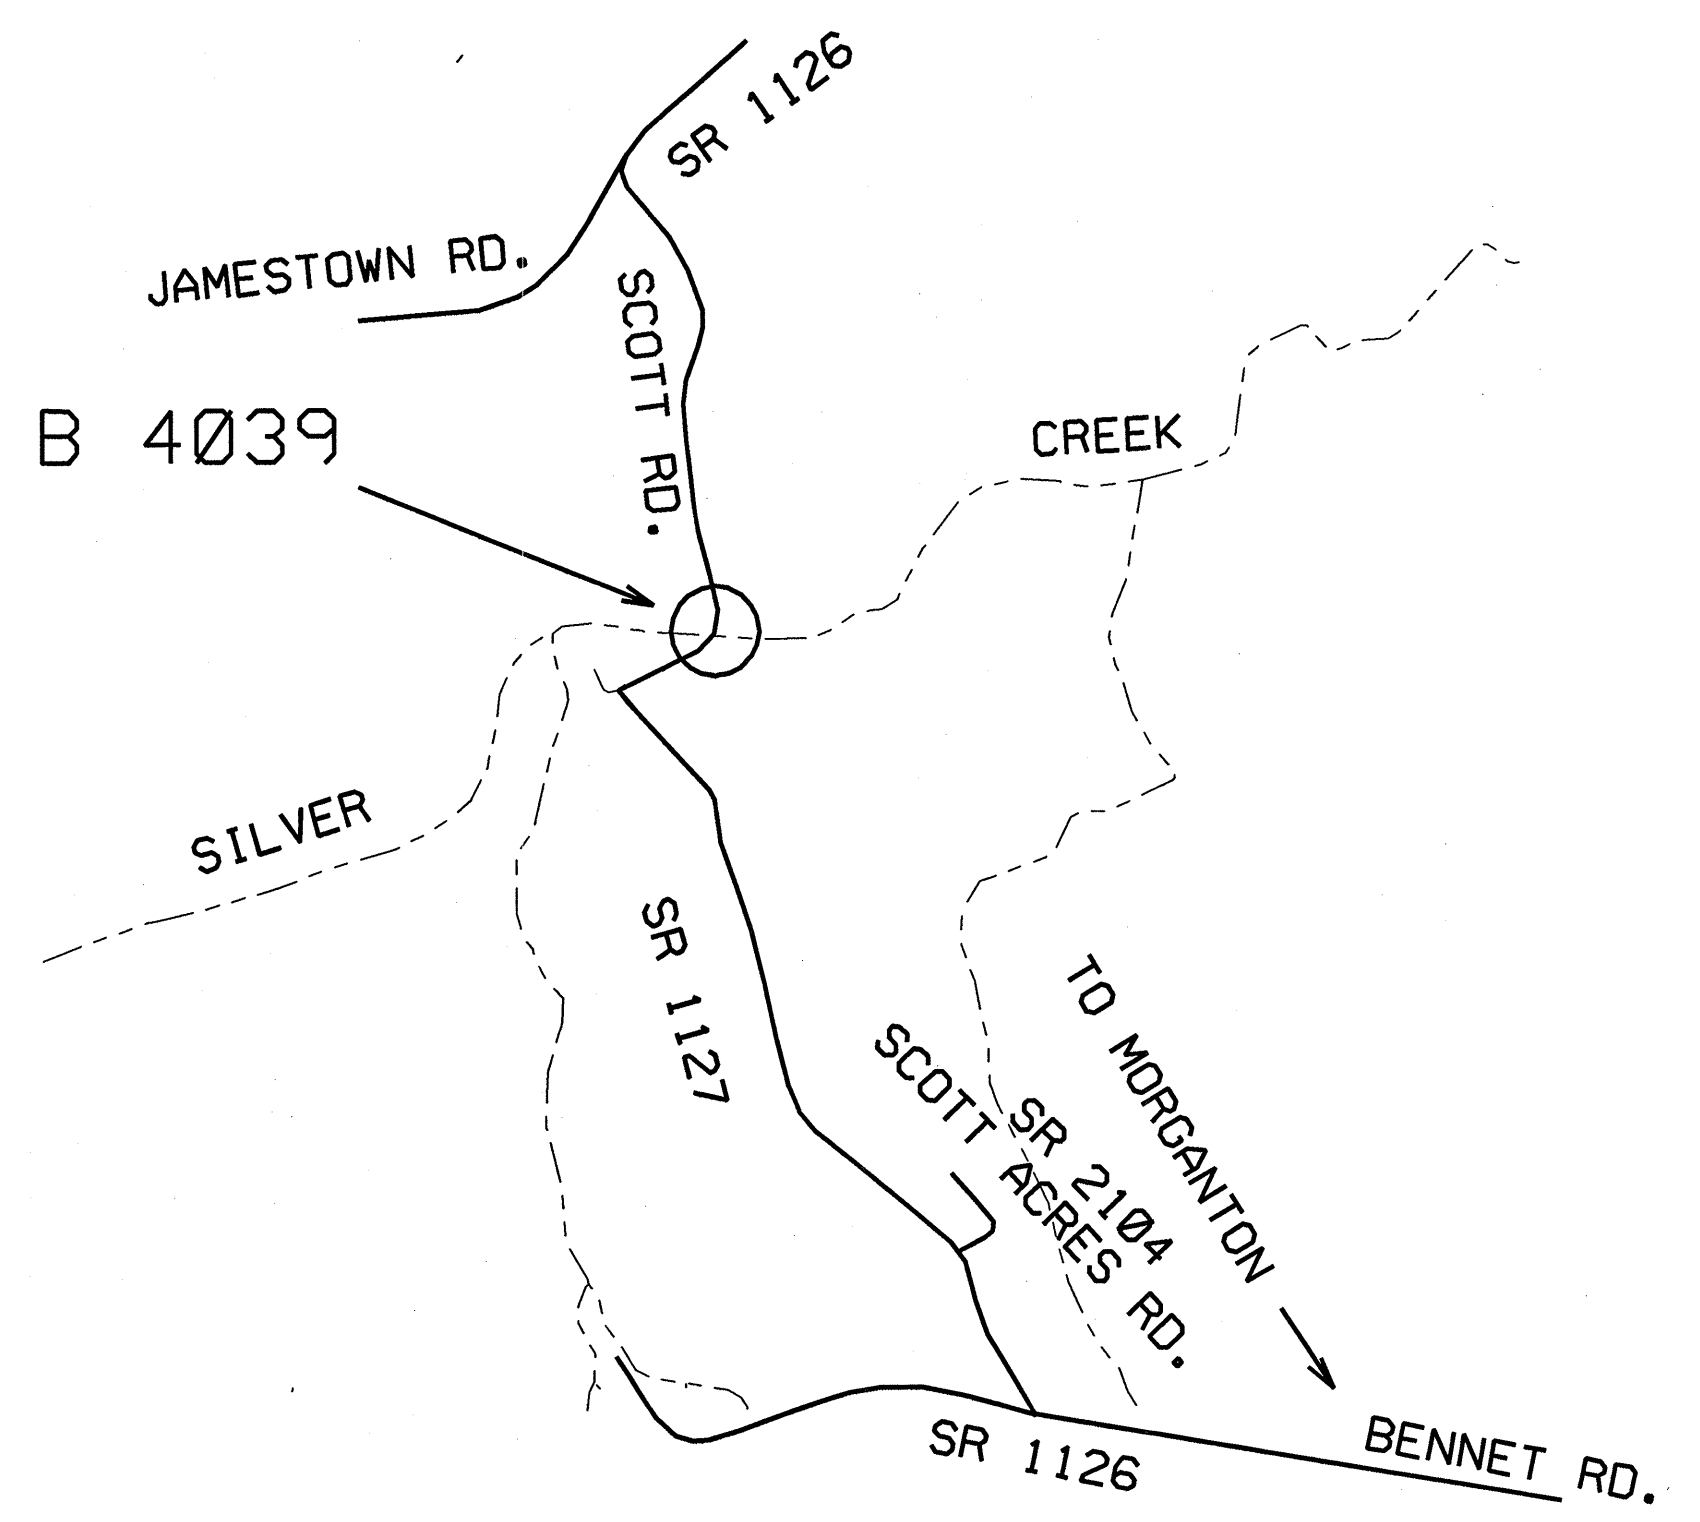 SR 1126
JAMESTOWN RD.
SCOTT RD.
B 4039
CREEK
SILVER
SR 1127
TO MORGANTON
SCOTT ACRES RD.
SR 2104
SR 1126
BENNET RD.